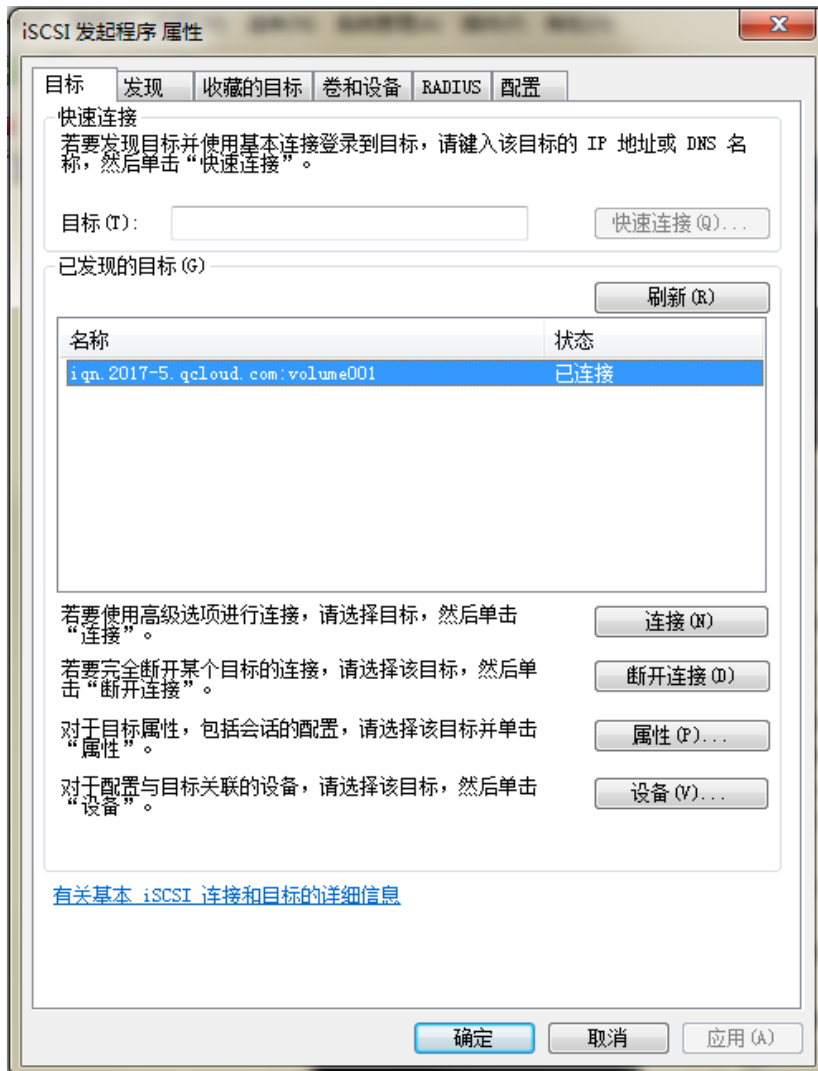 iSCSI 发起程序 属性
目标 发现 收藏的目标 卷和设备 RADIUS 配置
快速连接
若要发现目标并使用基本连接登录到目标，请键入该目标的 IP 地址或 DNS 名
称，然后单击“快速连接”。
目标(T): 快速连接(Q)...
已发现的目标(G)
刷新(R)
名称 状态
iqn.2017-5.qcloud.com:volume001 已连接
若要使用高级选项进行连接，请选择目标，然后单击
“连接”。
连接(N)
若要完全断开某个目标的连接，请选择该目标，然后单
击“断开连接”。
断开连接(D)
对于目标属性，包括会话的配置，请选择该目标并单击
“属性”。
属性(P)...
对于配置与目标关联的设备，请选择该目标，然后单击
“设备”。
设备(V)...
有关基本 iSCSI 连接和目标的详细信息
确定 取消 应用(A)